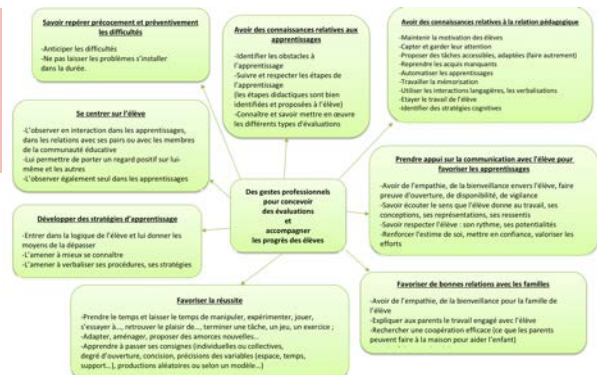 Savoir repérer précocement et préventivement
les difficultés
-Anticiper les difficultés
-Ne pas laisser les problèmes s'installer
dans la durée.
Avoir des connaissances relatives aux
apprentissages
-Identifier les obstacles à
l'apprentissage
-Suivre et respecter les étapes de
l'apprentissage
(les étapes didactiques sont bien
identifiées et proposées à l'élève)
-Connaître et savoir mettre en œuvre
les différents types d'évaluations
Avoir des connaissances relatives à la relation pédagogique
-Maintenir la motivation des élèves
-Capter et garder leur attention
-Proposer des tâches accessibles, adaptées (faire autrement)
-Reprendre les acquis manquants
-Automatiser les apprentissages
-Travailler la mémorisation
-Utiliser les interactions langagières, les verbalisations
-Etayer le travail de l'élève
-Identifier des stratégies cognitives
Se centrer sur l'élève
-L'observer en interaction dans les apprentissages,
dans les relations avec ses pairs ou avec les membres
de la communauté éducative
-Lui permettre de porter un regard positif sur lui-
même et les autres
-L'observer également seul dans les apprentissages
Des gestes professionnels
pour concevoir
des évaluations
et
accompagner
les progrès des élèves
Prendre appui sur la communication avec l'élève pour
favoriser les apprentissages
-Avoir de l'empathie, de la bienveillance envers l'élève, faire
preuve d'ouverture, de disponibilité, de vigilance
-Savoir écouter le sens que l'élève donne au travail, ses
conceptions, ses représentations, ses ressentis
-Savoir respecter l'élève : son rythme, ses potentialités
-Renforcer l'estime de soi, mettre en confiance, valoriser les
efforts
Développer des stratégies d'apprentissage
-Entrer dans la logique de l'élève et lui donner les
moyens de la dépasser
-L'amener à mieux se connaître
-L'amener à verbaliser ses procédures, ses stratégies
Favoriser la réussite
-Prendre le temps et laisser le temps de manipuler, expérimenter, jouer,
s'essayer à..., retrouver le plaisir de..., terminer une tâche, un jeu, un exercice ;
-Adapter, aménager, proposer des amorces nouvelles...
-Apprendre à passer ses consignes (individuelles ou collectives,
degré d'ouverture, concision, précisions des variables (espace, temps,
support...), productions aléatoires ou selon un modèle...)
Favoriser de bonnes relations avec les familles
-Avoir de l'empathie, de la bienveillance pour la famille de
l'élève
-Expliquer aux parents le travail engagé avec l'élève
-Rechercher une coopération efficace (ce que les parents
peuvent faire à la maison pour aider l'enfant)